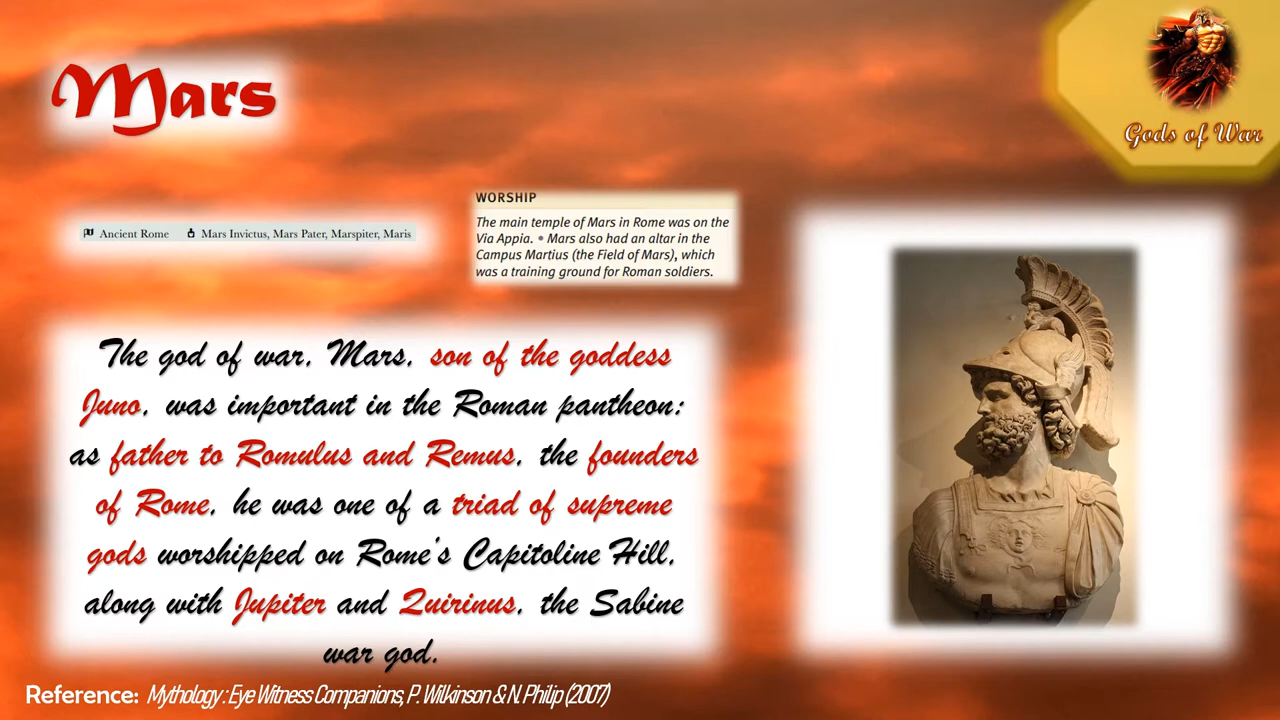 Mars
Gods of War
Ancient Rome Mars Invictus, Mars Pater, Marspiter, Maris
WORSHIP
The main temple of Mars in Rome was on the
Via Appia. • Mars also had an altar in the
Campus Martius (the Field of Mars), which
was a training ground for Roman soldiers.
The god of war, Mars, son of the goddess
Juno, was important in the Roman pantheon:
as father to Romulus and Remus, the founders
of Rome, he was one of a triad of supreme
gods worshipped on Rome's Capitoline Hill,
along with Jupiter and Quirinus, the Sabine
war god.
Reference: Mythology : Eye Witness Companions, P. Wilkinson & N. Philip (2007)